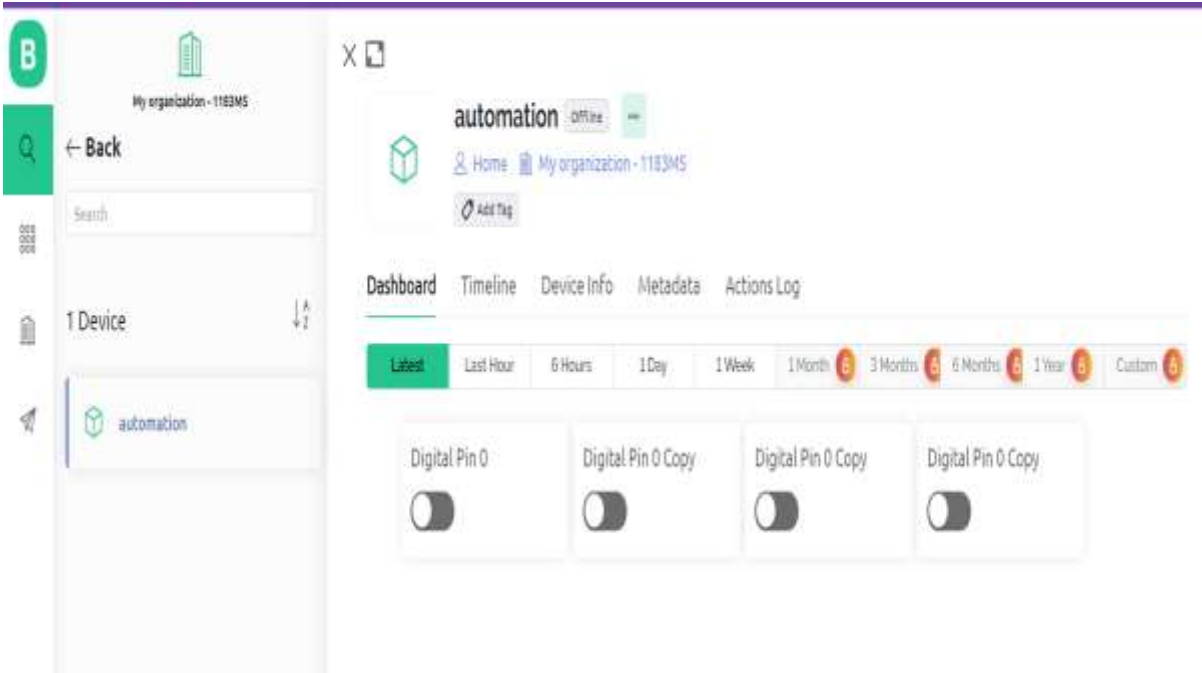 B
My organization - 1183MS
← Back
Search
1 Device
automation
X
automation Offline ...
Home My organization - 1183MS
Add Tag
Dashboard Timeline Device Info Metadata Actions Log
Latest Last Hour 6 Hours 1 Day 1 Week 1 Month 3 Months 6 Months 1 Year Custom
Digital Pin 0 Digital Pin 0 Copy Digital Pin 0 Copy Digital Pin 0 Copy